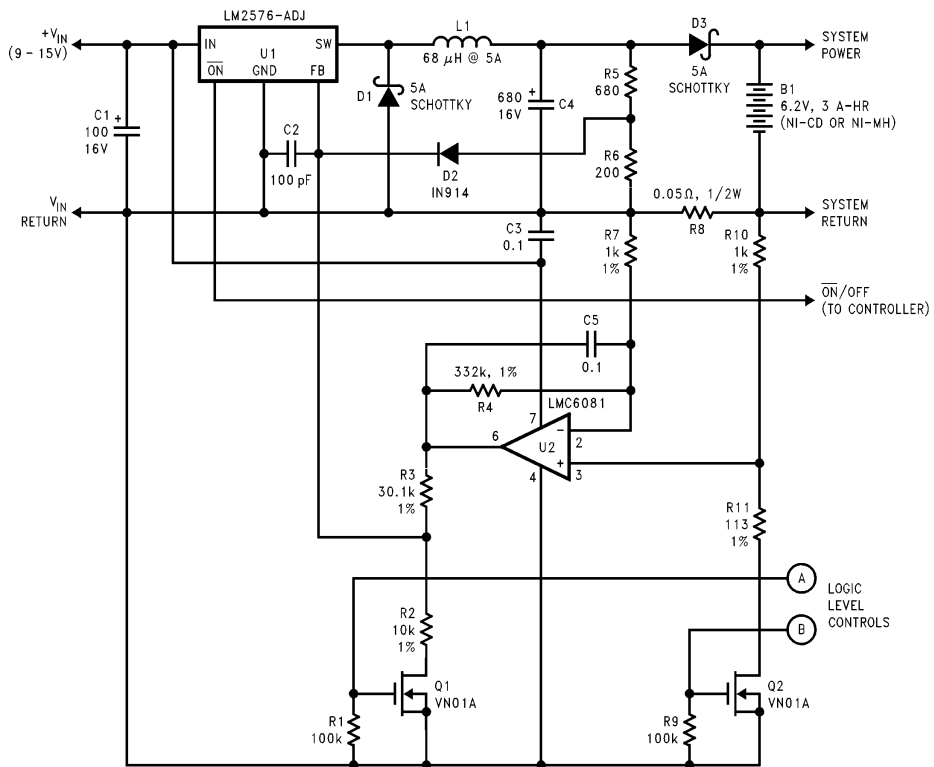 LM2576-ADJ
+VIN
(9 – 15V)
IN
U1
SW
ON
GND
FB
L1
68 μH @ 5A
D3
5A
SCHOTTKY
SYSTEM
POWER
C1
+
100
16V
C2
100 pF
D1
5A
SCHOTTKY
680
16V
+
C4
R5
680
B1
6.2V, 3 A-HR
(NI-CD OR NI-MH)
D2
IN914
R6
200
VIN
RETURN
0.05Ω, 1/2W
R8
SYSTEM
RETURN
C3
0.1
R7
1k
1%
R10
1k
1%
ON/OFF
(TO CONTROLLER)
C5
0.1
332k, 1%
R4
LMC6081
7
6
U2
–
2
+
3
4
R3
30.1k
1%
R11
113
1%
A
LOGIC
LEVEL
CONTROLS
B
R2
10k
1%
Q1
VN01A
R1
100k
Q2
VN01A
R9
100k